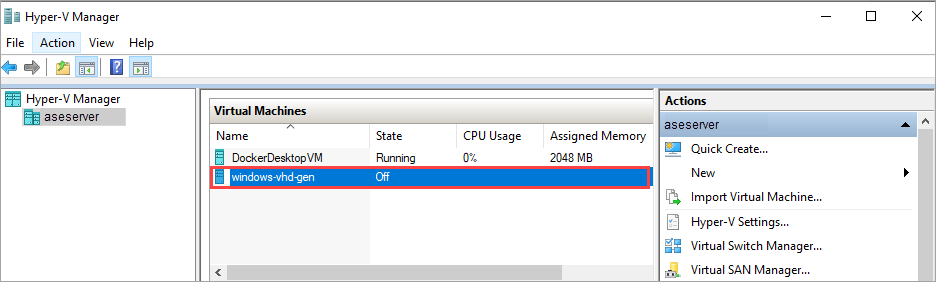 Hyper-V Manager
File Action View Help
Hyper-V Manager
aseserver
Virtual Machines
Name State CPU Usage Assigned Memory
DockerDesktopVM Running 0% 2048 MB
windows-vhd-gen Off
Actions
aseserver
Quick Create...
New
Import Virtual Machine...
Hyper-V Settings...
Virtual Switch Manager...
Virtual SAN Manager...